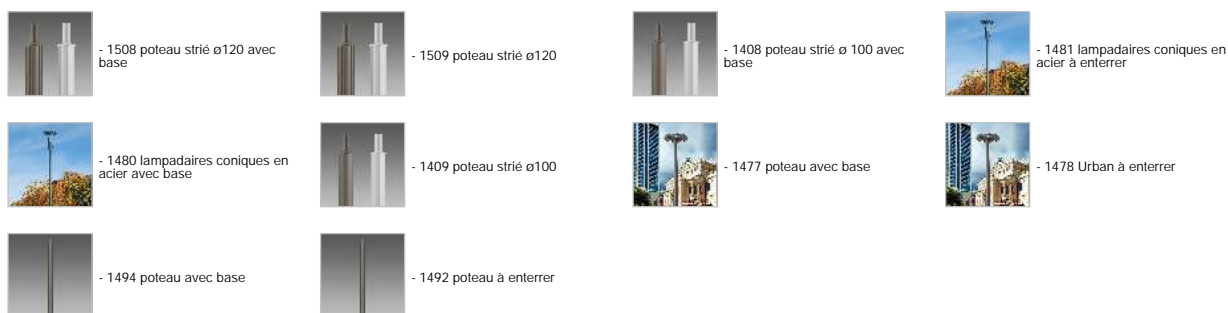 - 1508 poteau strié ø120 avec
base
- 1509 poteau strié ø120
- 1408 poteau strié ø 100 avec
base
- 1481 lampadaires coniques en
acier à enterrer
- 1480 lampadaires coniques en
acier avec base
- 1409 poteau strié ø100
- 1477 poteau avec base
- 1478 Urban à enterrer
- 1494 poteau avec base
- 1492 poteau à enterrer